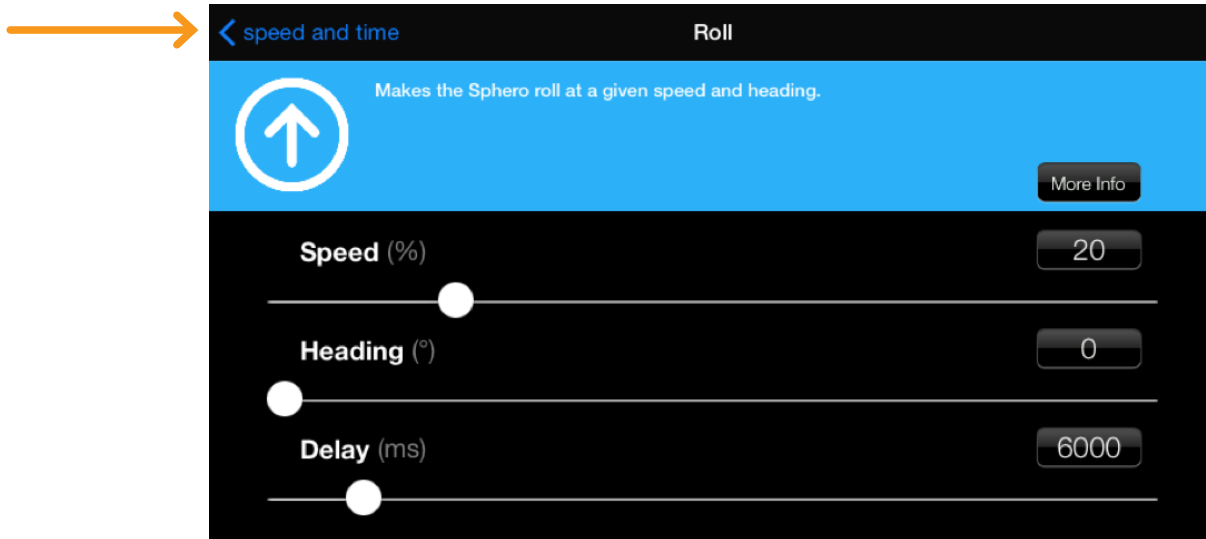 speed and time
Roll
Makes the Sphero roll at a given speed and heading.
More Info
Speed (%)
20
Heading (°)
0
Delay (ms)
6000